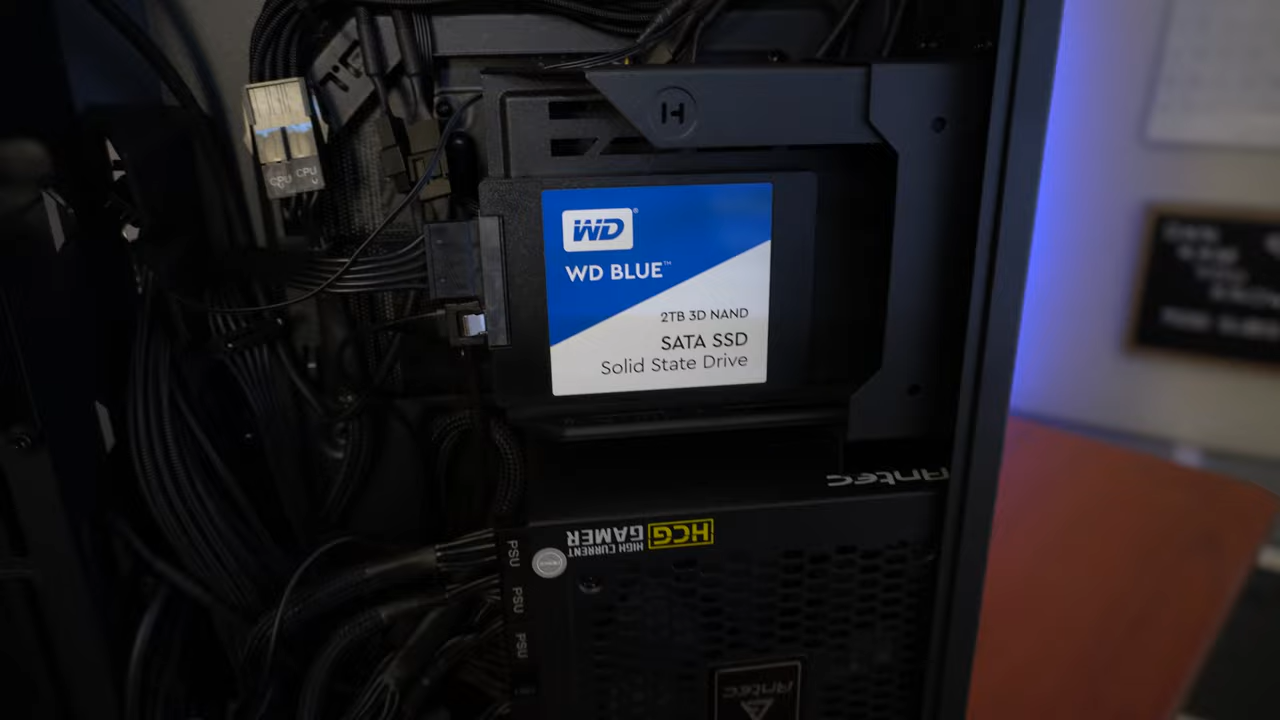 CPU CPU
H
WD®
WD BLUE™
2TB 3D NAND
SATA SSD
Solid State Drive
Antec
HCG
HIGH CURRENT
GAMER
PSU
PSU
PSU
Antec